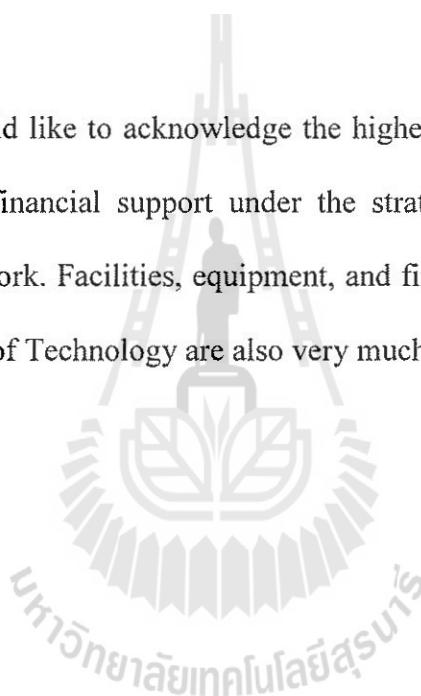 d like to acknowledge the highe
financial support under the strat
ork. Facilities, equipment, and fi
of Technology are also very much
มหาวิทยาลัยเทคโนโลยีสุรนารี